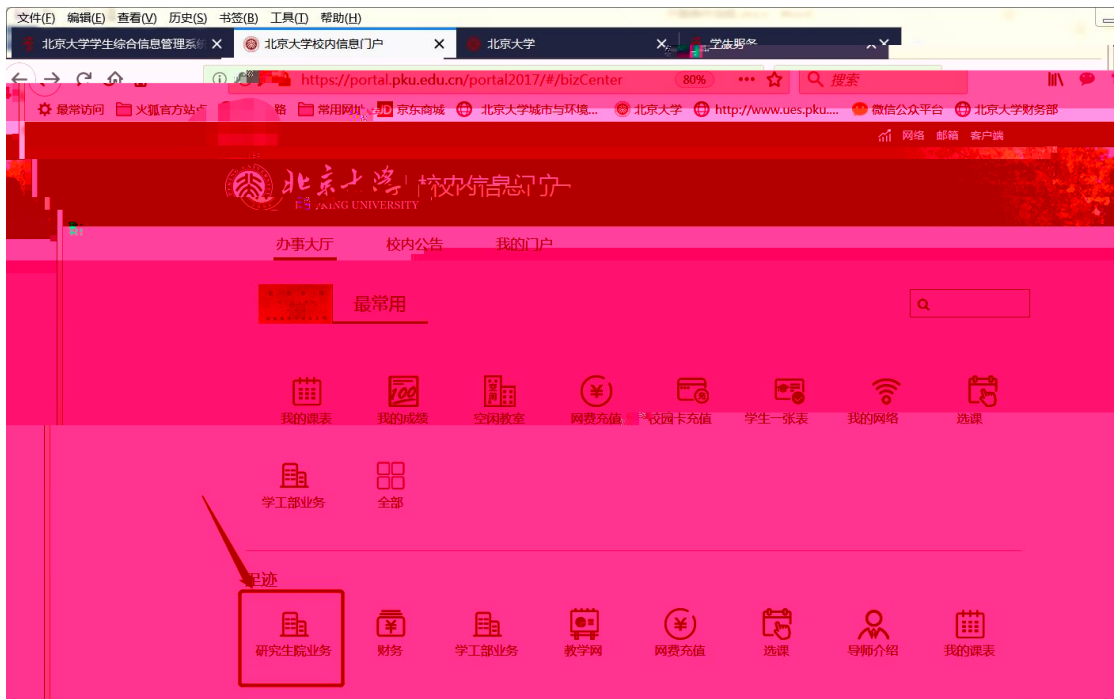 文件(F) 编辑(E) 查看(V) 历史(S) 书签(B) 工具(T) 帮助(H)
北京大学学生综合信息管理系统 × 北京大学校内信息门户 × 北京大学 ×
https://portal.pku.edu.cn/portal2017/#/bizCenter 80% ••• 搜索
最常访问 火狐官方站点 常用网址 JD 京东商城 北京大学城市与环境... 北京大学 http://www.ues.pku.... 微信公众平台 北京大学财务部
网络 邮箱 客户端
北京大学 校内信息门户
UNIVERSITY
办事大厅 校内公告 我的门户
最常用
我的课表 我的成绩 空闲教室 网费充值 校园卡充值 学生一张表 我的网络 选课
学工部业务 全部
足迹
研究生院业务 财务 学工部业务 教学网 网费充值 选课 导师介绍 我的课表